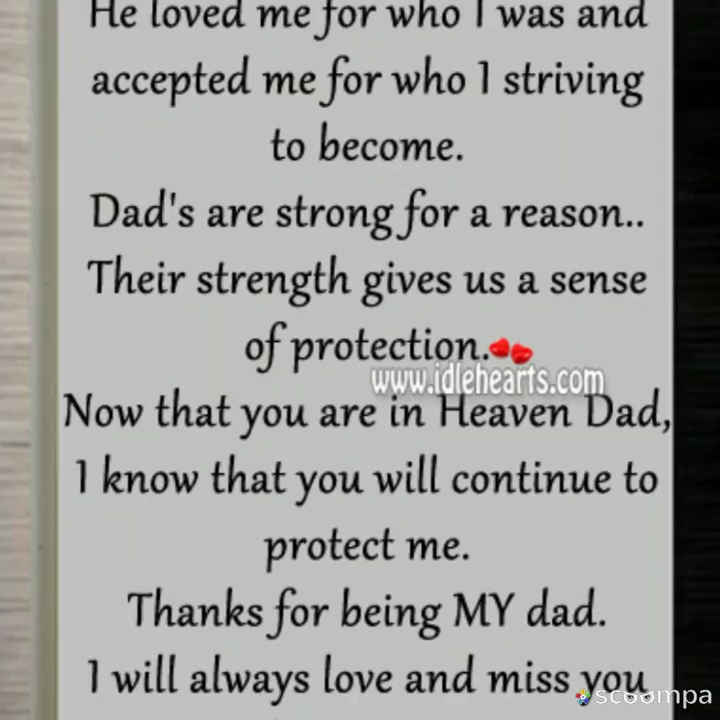 He loved me for who I was and
accepted me for who I striving
to become.
Dad's are strong for a reason..
Their strength gives us a sense
of protection.
www.idlehearts.com
Now that you are in Heaven Dad,
I know that you will continue to
protect me.
Thanks for being MY dad.
I will always love and miss you
scoompa